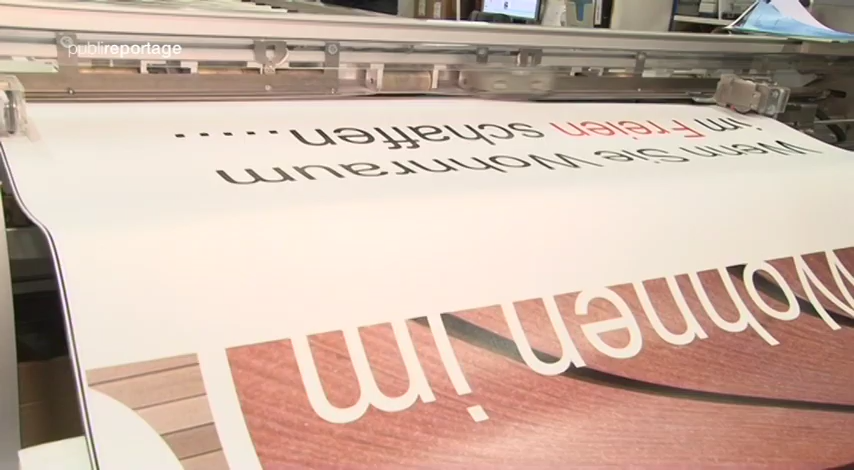 publireportage
Wenn Sie Wohnraum
im Freien schaffen.....
Wohnen im